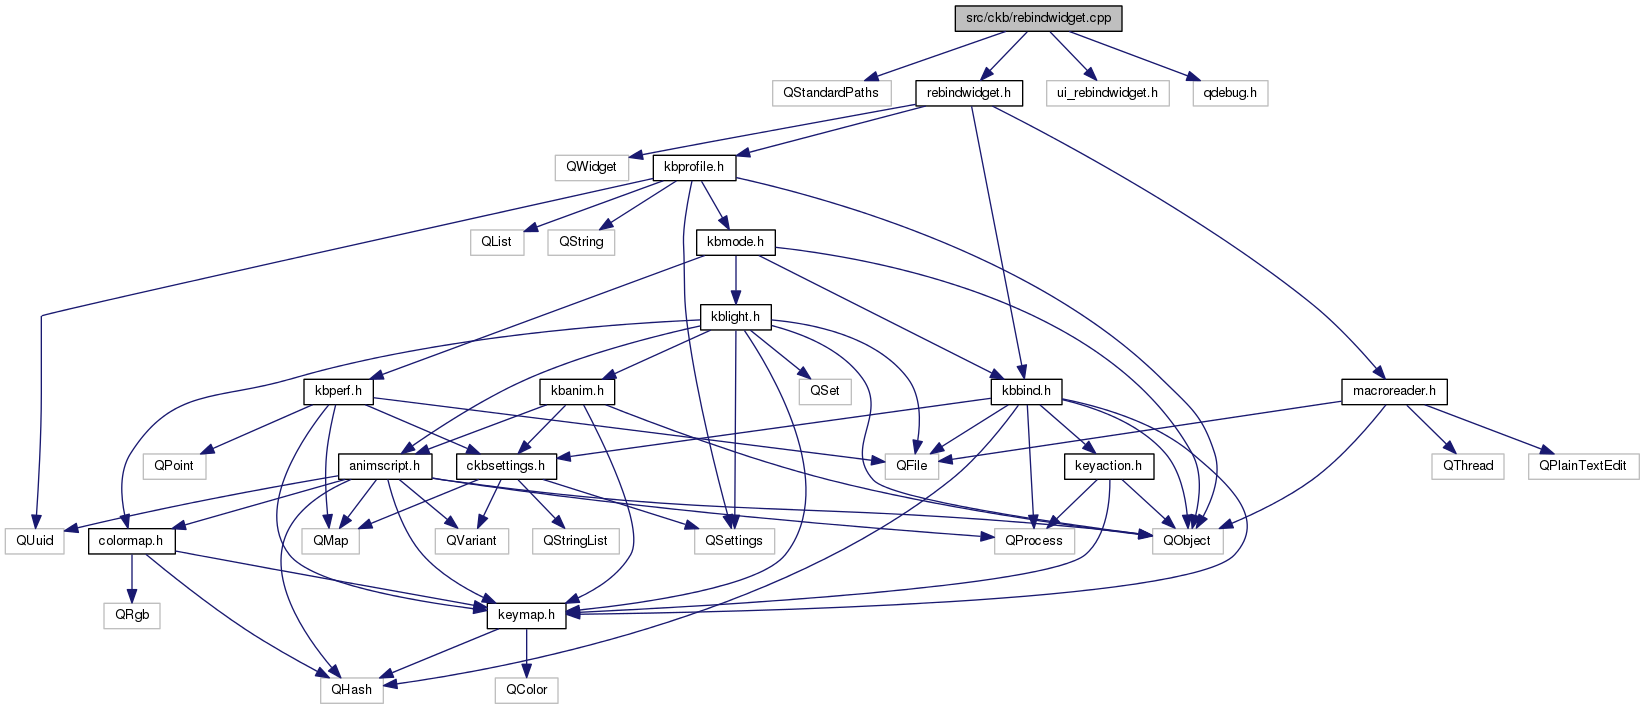 src/ckb/rebindwidget.cpp
QStandardPaths
rebindwidget.h
ui_rebindwidget.h
qdebug.h
QWidget
kbprofile.h
QList
QString
kbmode.h
kblight.h
kbperf.h
kbanim.h
QSet
kbbind.h
macroreader.h
QPoint
animscript.h
ckbsettings.h
QFile
keyaction.h
QThread
QPlainTextEdit
QUuid
colormap.h
QMap
QVariant
QStringList
QSettings
QProcess
QObject
QRgb
keymap.h
QHash
QColor